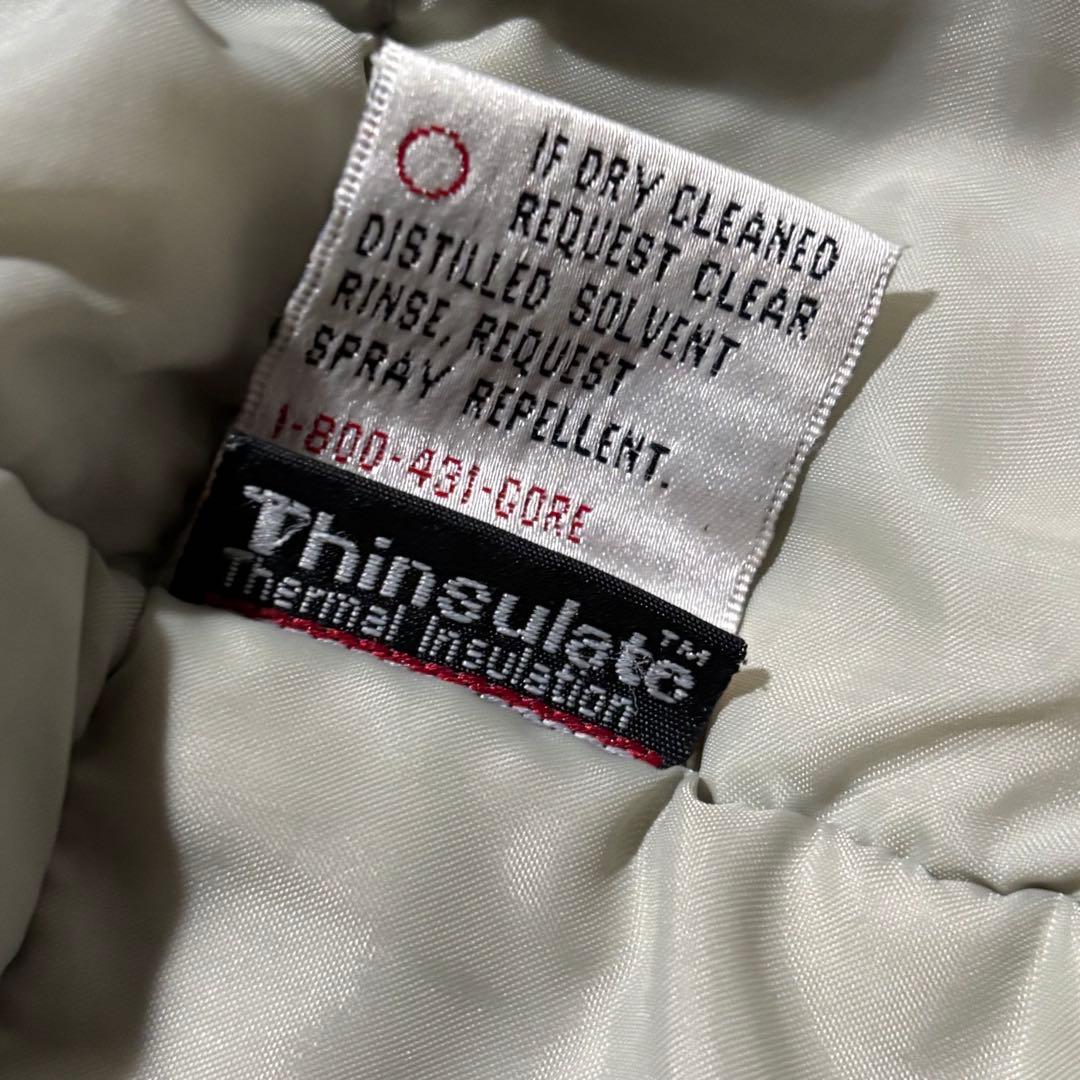 IF DRY CLEANED
REQUEST CLEAR
DISTILLED SOLVENT
RINSE, REQUEST
SPRAY REPELLENT.
1-800-431-GORE
Thinsulate™
Thermal Insulation